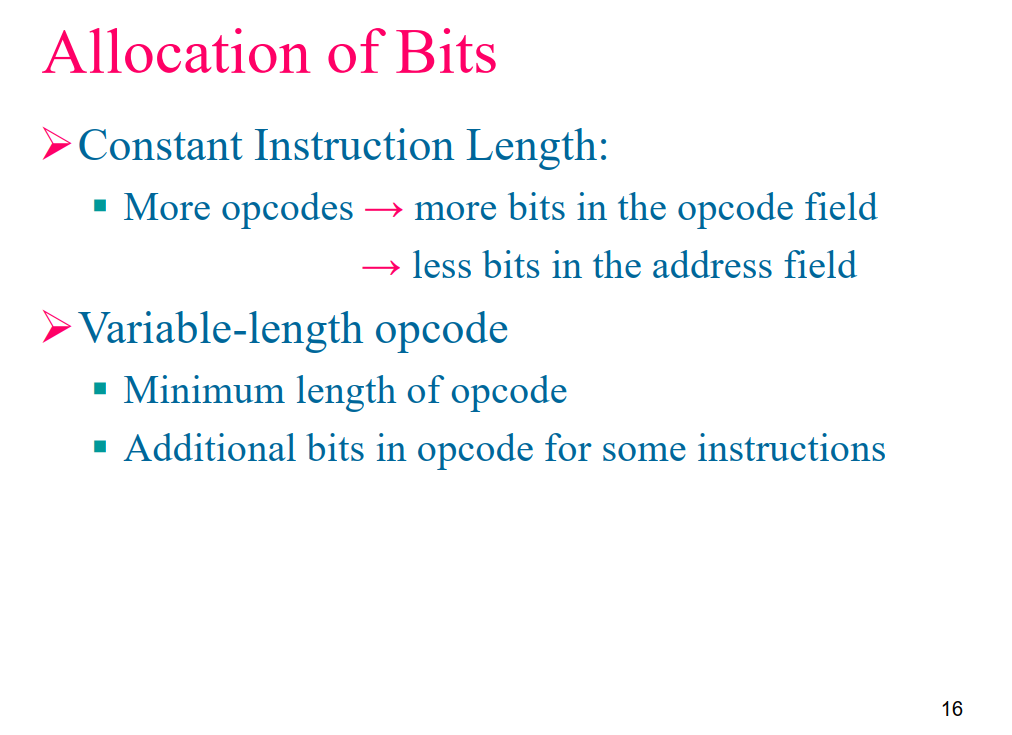 Allocation of Bits
➢Constant Instruction Length:
▪ More opcodes → more bits in the opcode field
→ less bits in the address field
➢Variable-length opcode
▪ Minimum length of opcode
▪ Additional bits in opcode for some instructions
16